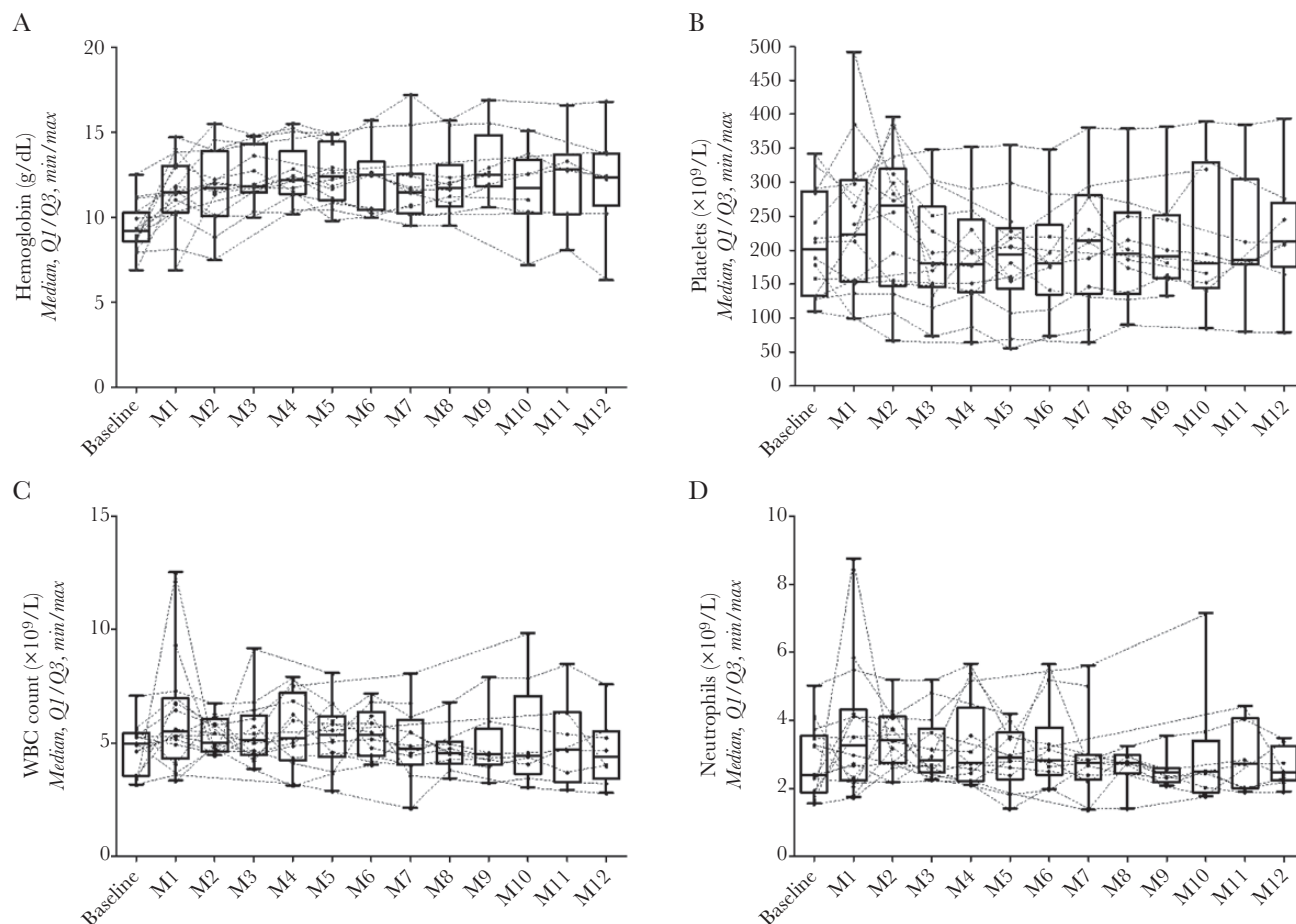 A
Hemoglobin (g/dL)
Median, Q1/Q3, min/max
20
15
10
5
0
Baseline
M1
M2
M3
M4
M5
M6
M7
M8
M9
M10
M11
M12
B
Platelets (×10⁹/L)
Median, Q1/Q3, min/max
500
450
400
350
300
250
200
150
100
50
0
Baseline
M1
M2
M3
M4
M5
M6
M7
M8
M9
M10
M11
M12
C
WBC count (×10⁹/L)
Median, Q1/Q3, min/max
15
10
5
0
Baseline
M1
M2
M3
M4
M5
M6
M7
M8
M9
M10
M11
M12
D
Neutrophils (×10⁹/L)
Median, Q1/Q3, min/max
10
8
6
4
2
0
Baseline
M1
M2
M3
M4
M5
M6
M7
M8
M9
M10
M11
M12